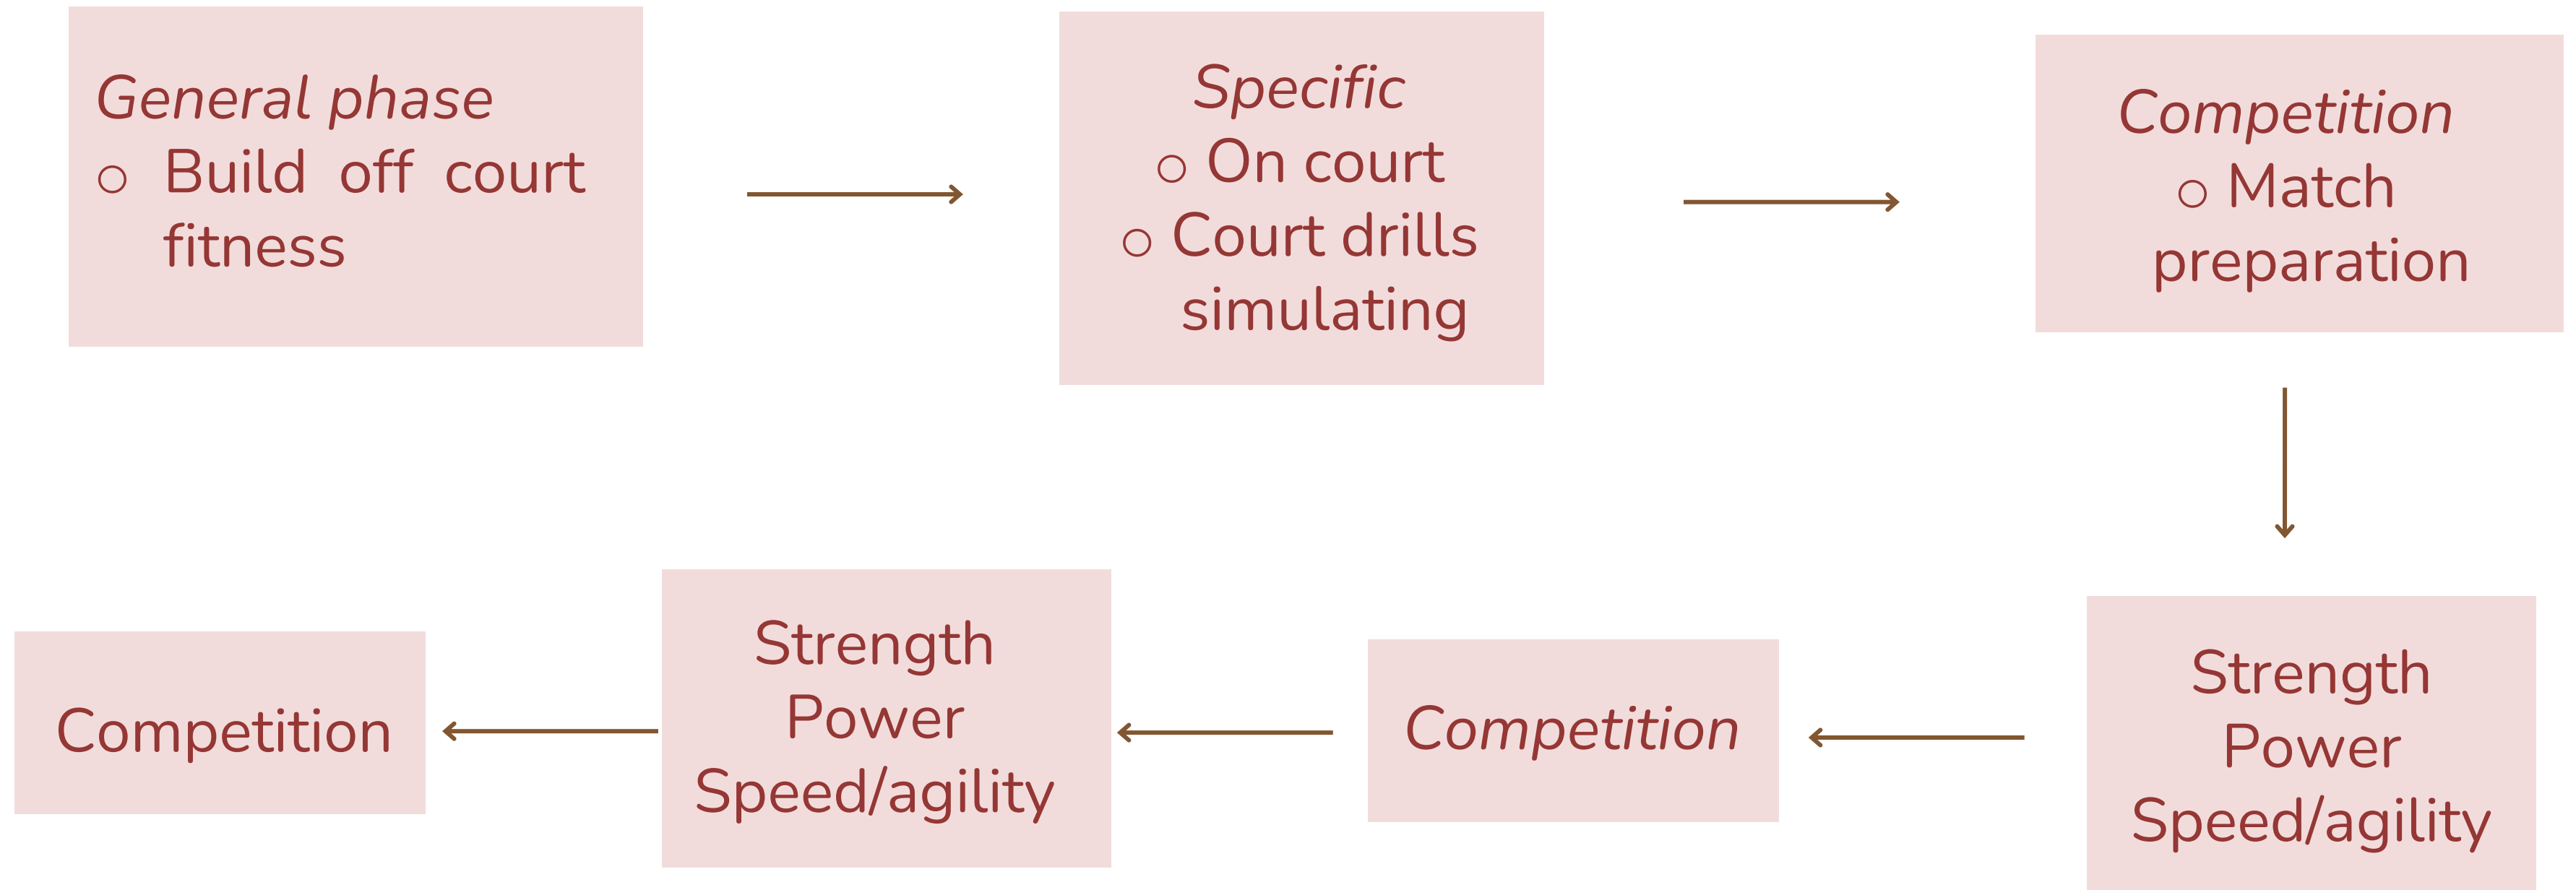 General phase
○ Build off court
fitness
Specific
○ On court
○ Court drills
simulating
Competition
○ Match
preparation
Strength
Power
Speed/agility
Competition
Strength
Power
Speed/agility
Competition